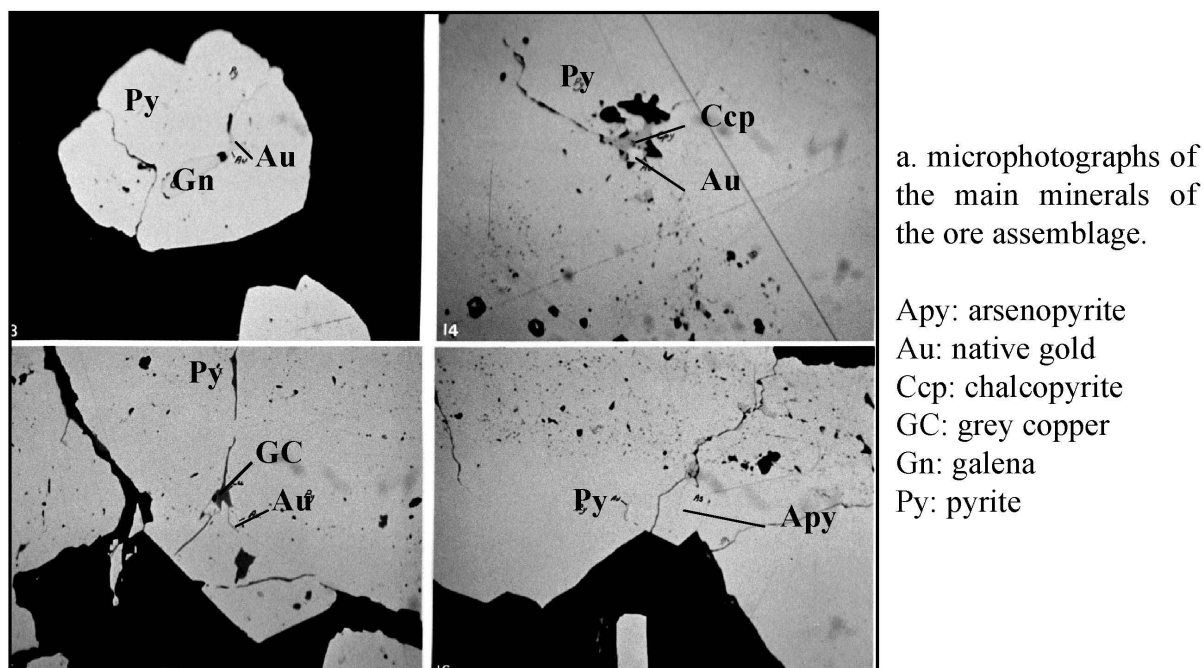 Py
Au
Gn
Py
Ccp
Au
14
Py
GC
Au
Py
Apy
a. microphotographs of
the main minerals of
the ore assemblage.
Apy: arsenopyrite
Au: native gold
Ccp: chalcopyrite
GC: grey copper
Gn: galena
Py: pyrite